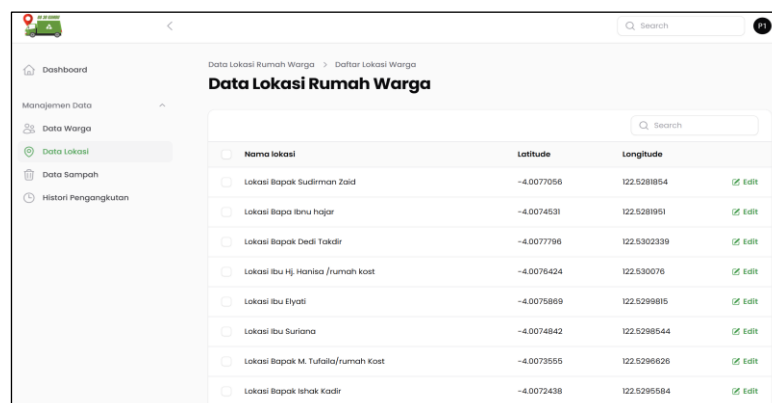 Search
P1
Dashboard
Manajemen Data
Data Warga
Data Lokasi
Data Sampah
Histori Pengangkutan
Data Lokasi Rumah Warga > Daftar Lokasi Warga
Data Lokasi Rumah Warga
Search
Nama lokasi Latitude Longitude
Lokasi Bapak Sudirman Zaid -4.0077056 122.5281854 Edit
Lokasi Bapa Ibnu hajar -4.0074531 122.5281951 Edit
Lokasi Bapak Dedi Takdir -4.0077796 122.5302339 Edit
Lokasi Ibu Hj. Hanisa /rumah kost -4.0076424 122.530076 Edit
Lokasi Ibu Elyati -4.0075869 122.5299815 Edit
Lokasi Ibu Suriana -4.0074842 122.5298544 Edit
Lokasi Bapak M. Tufaila/rumah Kost -4.0073555 122.5296626 Edit
Lokasi Bapak Ishak Kadir -4.0072438 122.5295584 Edit